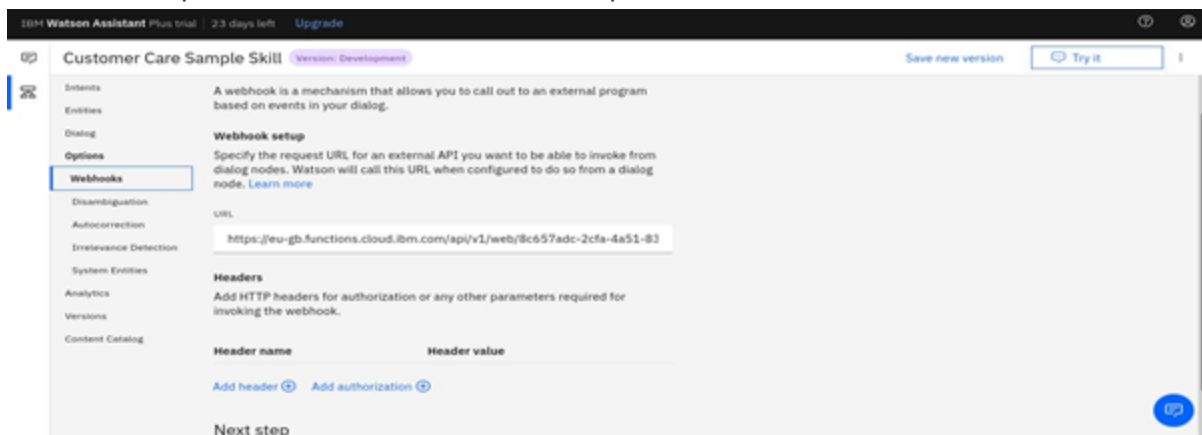 IBM Watson Assistant Plus trial 23 days left Upgrade
Customer Care Sample Skill Version: Development Save new version Try it
Intents
Entities
Dialog
Options
Webhooks
Disambiguation
Autocorrection
Irrelevance Detection
System Entities
Analytics
Versions
Content Catalog
A webhook is a mechanism that allows you to call out to an external program
based on events in your dialog.
Webhook setup
Specify the request URL for an external API you want to be able to invoke from
dialog nodes. Watson will call this URL when configured to do so from a dialog
node. Learn more
URL
https://eu-gb.functions.cloud.ibm.com/api/v1/web/8c657adc-2cfa-4a51-83
Headers
Add HTTP headers for authorization or any other parameters required for
invoking the webhook.
Header name Header value
Add header Add authorization
Next step